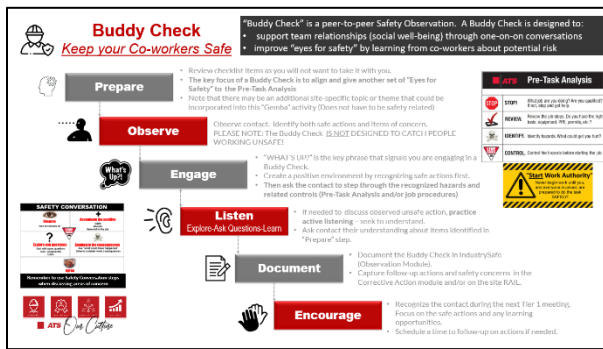 Buddy Check
Keep your Co-workers Safe
"Buddy Check" is a peer-to-peer Safety Observation. A Buddy Check is designed to:
• support team relationships (social well-being) through one-on-on conversations
• improve "eyes for safety" by learning from co-workers about potential risk
Prepare
• Review checklist items as you will not want to take it with you.
• The key focus of a Buddy Check is to align and give another set of "Eyes for
Safety" to the Pre-Task Analysis
• Note that there may be an additional site-specific topic or theme that could be
incorporated into this "Gemba" activity (Does not have to be safety related)
Observe
Observe contact. Identify both safe actions and items of concern.
PLEASE NOTE: The Buddy Check IS NOT DESIGNED TO CATCH PEOPLE
WORKING UNSAFE!
What's
Up?!
Engage
• "WHAT'S UP?" is the key phrase that signals you are engaging in a
Buddy Check.
• Create a positive environment by recognizing safe actions first.
• Then ask the contact to step through the recognized hazards and
related controls (Pre-Task Analysis and/or job procedures)
Listen
Explore-Ask Questions-Learn
• If needed to discuss observed unsafe action, practice
active listening – seek to understand.
• Ask contact their understanding about items identified in
"Prepare" step.
Document
• Document the Buddy Check in IndustrySafe
(Observation Module).
• Capture follow-up actions and safety concerns in the
Corrective Action module and/or on the site RAIL.
Encourage
• Recognize the contact during the next Tier 1 meeting.
Focus on the safe actions and any learning
opportunities.
• Schedule a time to follow-up on actions if needed.
ATS Pre-Task Analysis
STOP
STOP!
REVIEW.
IDENTIFY.
CONTROL.
"Start Work Authority"
SAFETY CONVERSATION
Remember to use Safety Conversation steps
when discussing areas of concern
ATS Our Culture